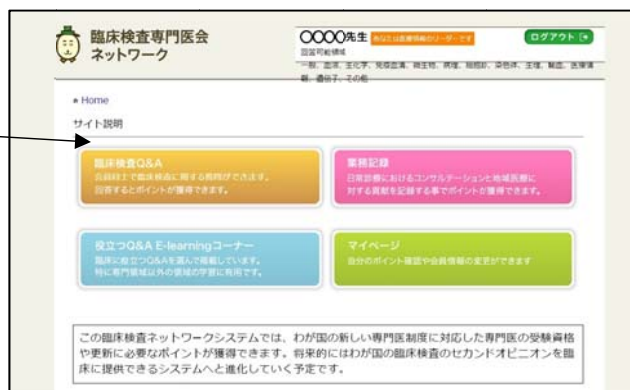 臨床検査専門医会
ネットワーク
〇〇〇〇先生
ログアウト
回答可能領域
一般、血液、生化学、免疫血清、微生物、病理、細胞診、染色体、生理、輸血、医療情
報、遺伝子、その他
Home
サイト説明
臨床検査Q&A
会員同士で臨床検査に関する質問ができます。
回答するとポイントが獲得できます。
業務記録
日常診療におけるコンサルテーションと地域医療に
対する貢献を記録する事でポイントが獲得できます。
役立つQ&A E-learningコーナー
臨床に役立つQ&Aを選んで掲載しています。
特に専門領域以外の領域の学習に有用です。
マイページ
自分のポイント確認や会員情報の変更ができます
この臨床検査ネットワークシステムでは、わが国の新しい専門医制度に対応した専門医の受験資格
や更新に必要なポイントが獲得できます。将来的にはわが国の臨床検査のセカンドオピニオンを臨
床に提供できるシステムへと進化していく予定です。